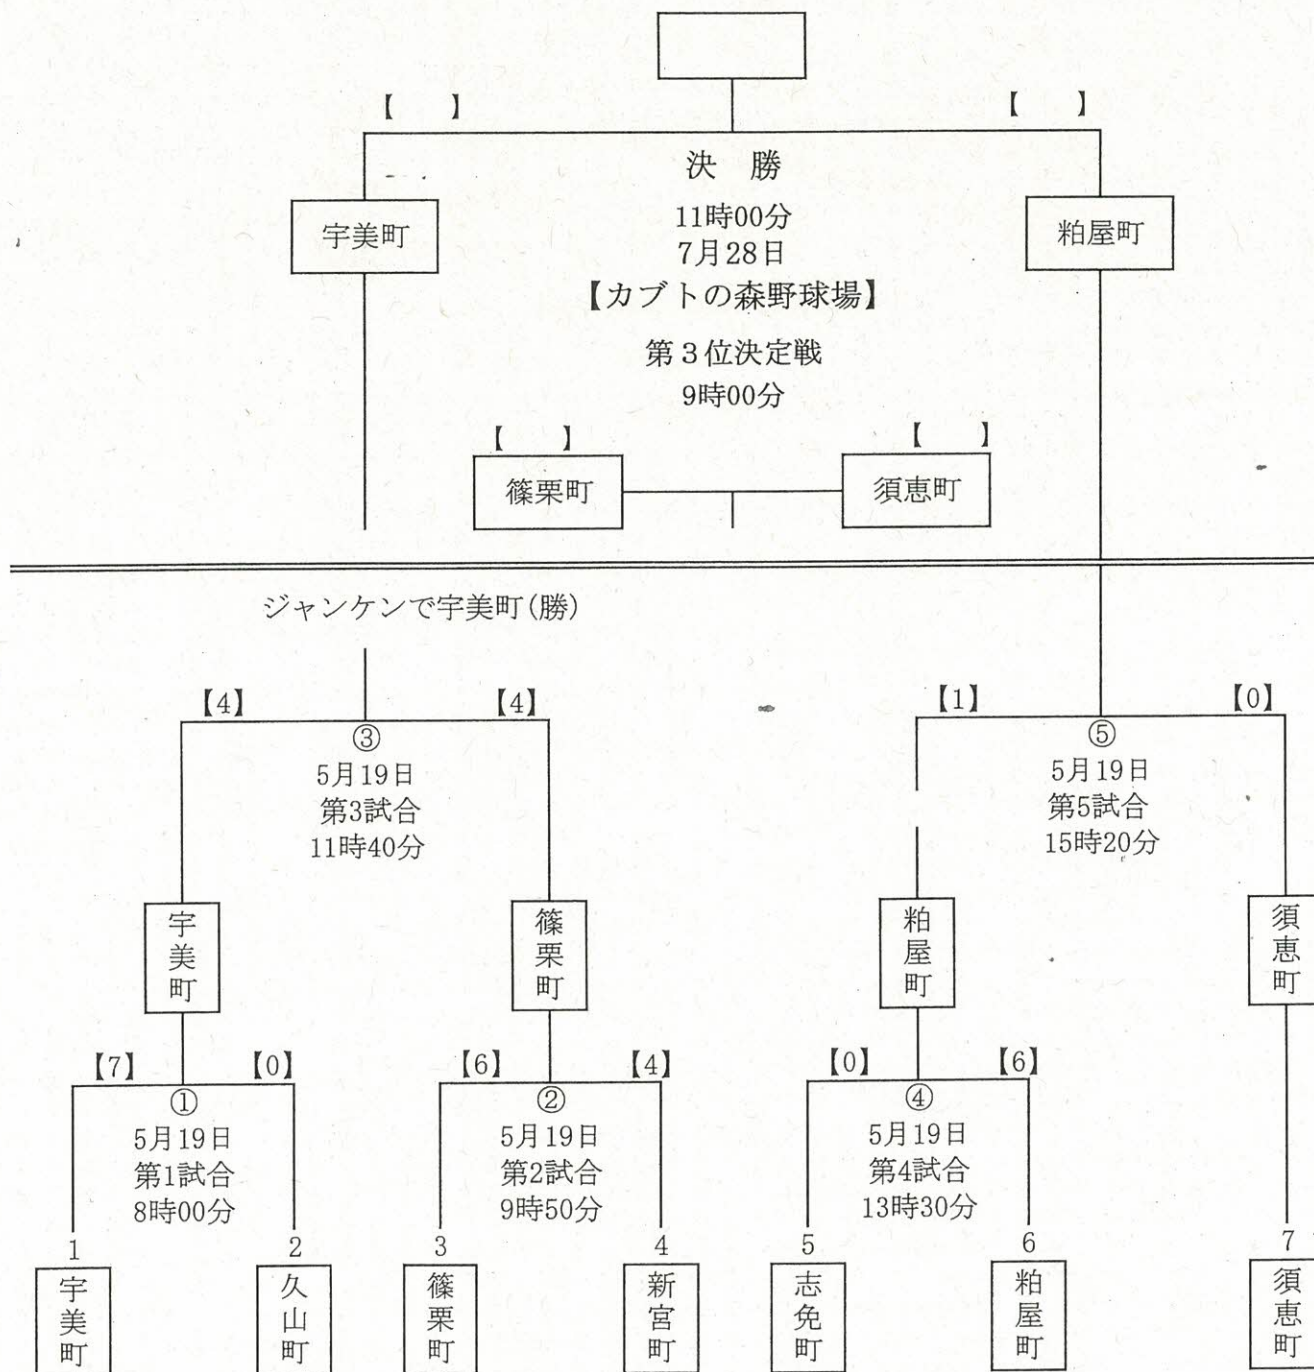 【　　】
【　　】
決　勝
11時00分
7月28日
【カブトの森野球場】
宇美町
粕屋町
第３位決定戦
9時00分
【　　】
【　　】
篠栗町
須恵町
ジャンケンで宇美町(勝)
【4】
【4】
③
5月19日
第3試合
11時40分
【1】
【0】
⑤
5月19日
第5試合
15時20分
宇美町
篠栗町
粕屋町
須恵町
【7】
【0】
①
5月19日
第1試合
8時00分
【6】
【4】
②
5月19日
第2試合
9時50分
【0】
【6】
④
5月19日
第4試合
13時30分
1
2
3
4
5
6
7
宇美町
久山町
篠栗町
新宮町
志免町
粕屋町
須恵町